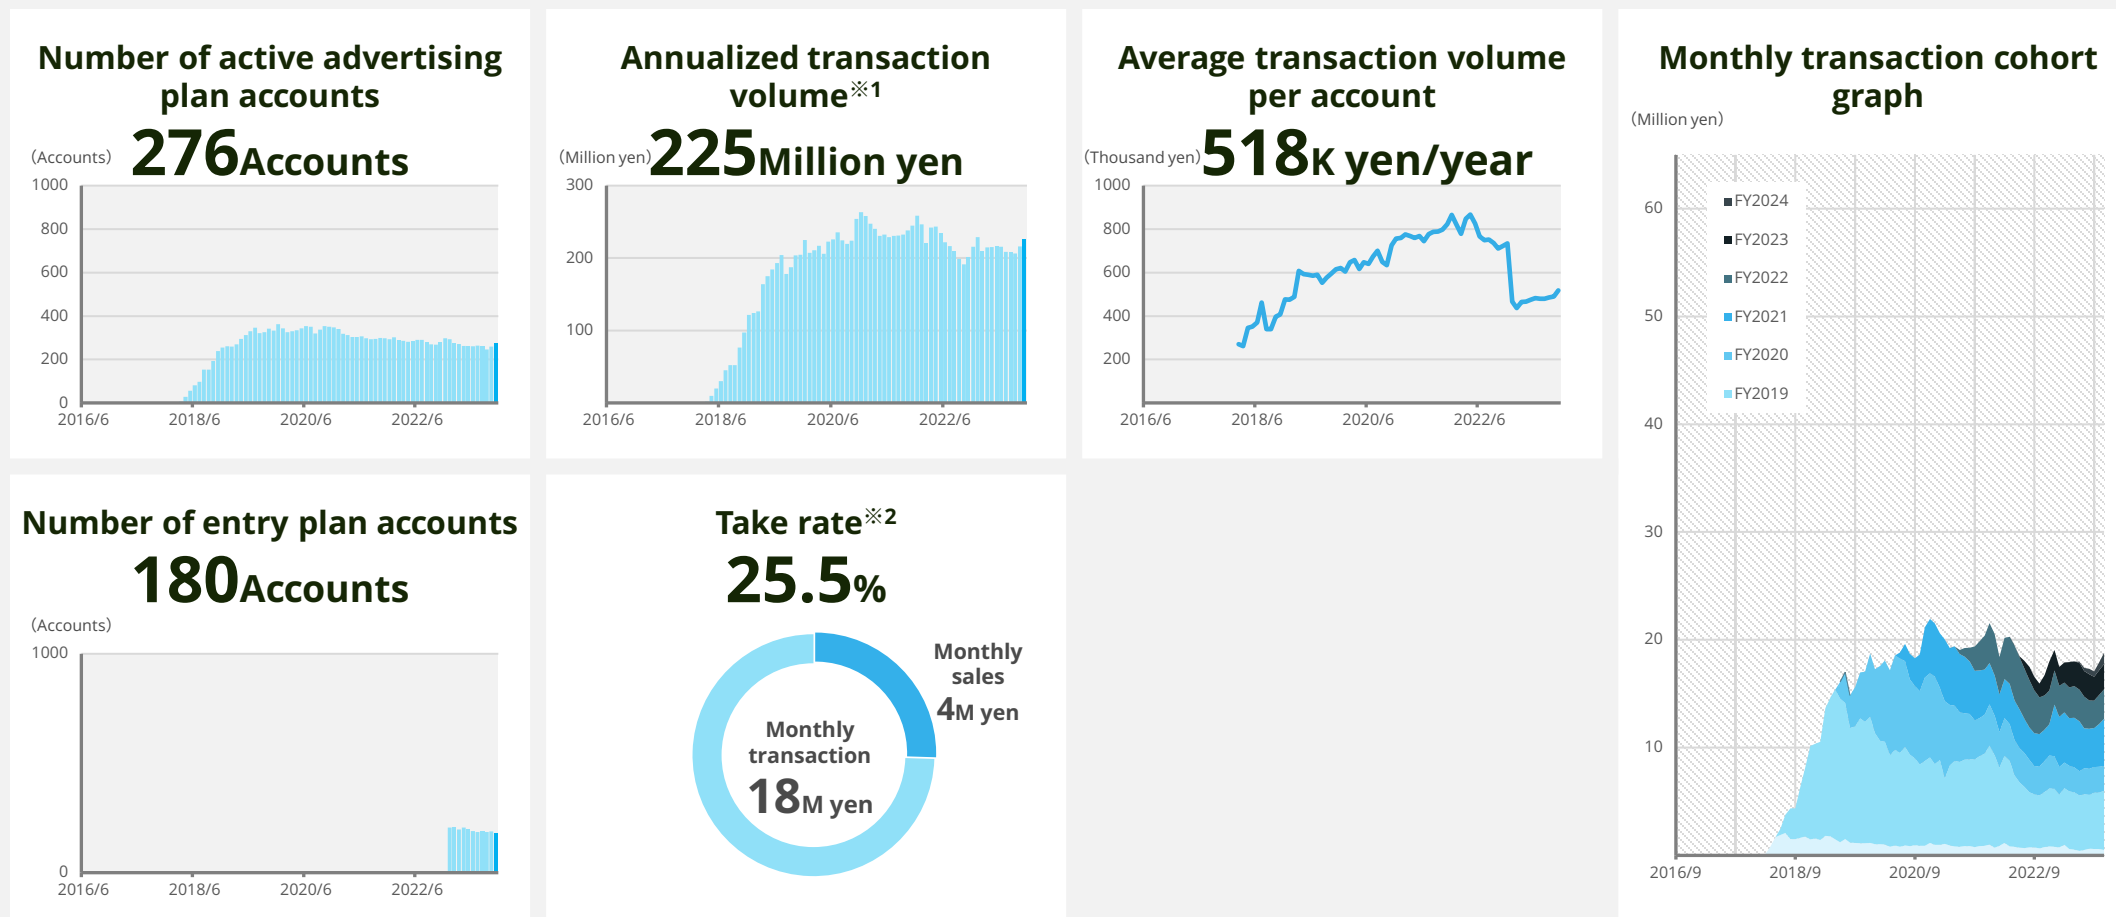 Number of active advertising
plan accounts
(Accounts)
276Accounts
1000
800
600
400
200
0
2016/6
2018/6
2020/6
2022/6
Annualized transaction
volume※1
(Million yen)
225Million yen
300
200
100
2016/6
2018/6
2020/6
2022/6
Average transaction volume
per account
(Thousand yen)
518K yen/year
1000
800
600
400
200
2016/6
2018/6
2020/6
2022/6
Monthly transaction cohort
graph
(Million yen)
60
50
40
30
20
10
FY2024
FY2023
FY2022
FY2021
FY2020
FY2019
2016/9
2018/9
2020/9
2022/9
Number of entry plan accounts
180Accounts
(Accounts)
1000
0
2016/6
2018/6
2020/6
2022/6
Take rate※2
25.5%
Monthly
sales
4M yen
Monthly
transaction
18M yen